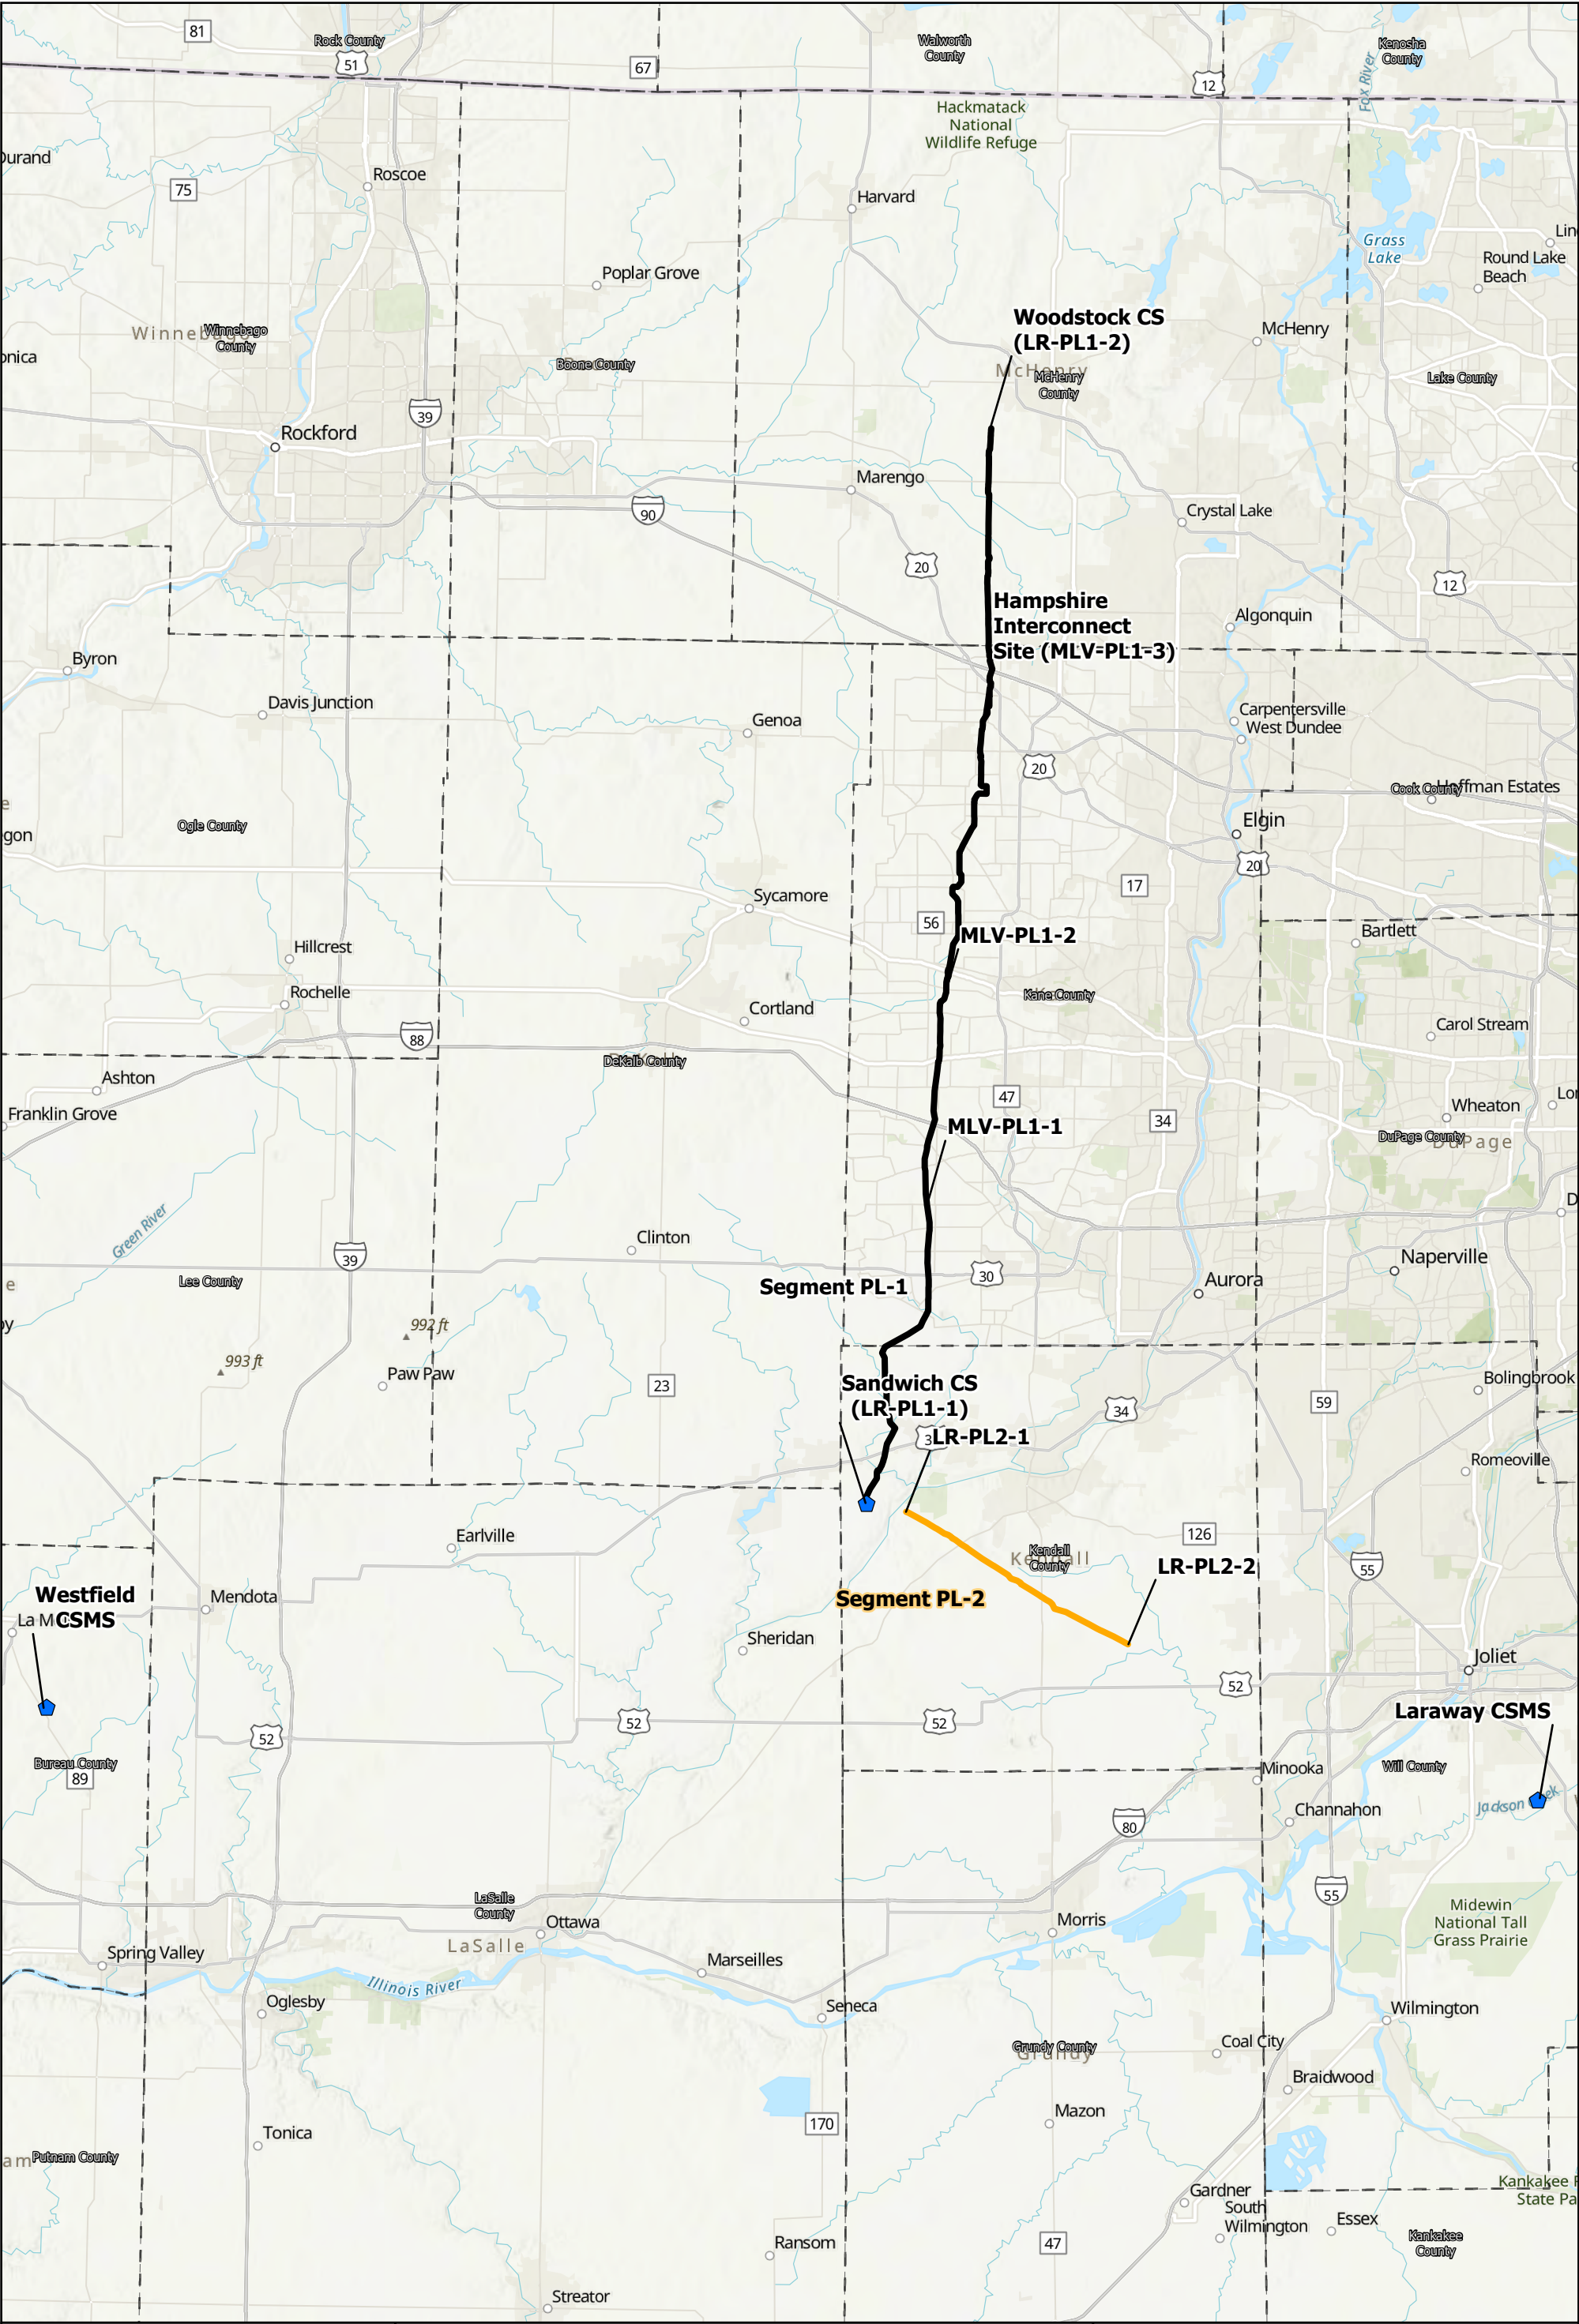 81
Rock County
51
67
Walworth
County
Kenosha
County
Fox River
12
Hackmatack
National
Wildlife Refuge
Durand
75
Roscoe
Harvard
Grass
Lake
Round Lake
Beach
Poplar Grove
Winnebago
County
Boone County
Woodstock CS
(LR-PL1-2)
McHenry
McHenry
McHenry
County
Lake County
39
Rockford
Marengo
90
Crystal Lake
20
12
Hampshire
Interconnect
Site (MLV-PL1-3)
Algonquin
Byron
Davis Junction
Genoa
Carpentersville
West Dundee
20
Cook County
Hoffman Estates
Ogle County
Elgin
20
17
Sycamore
56
MLV-PL1-2
Bartlett
Hillcrest
Rochelle
Kane County
Cortland
Carol Stream
88
DeKalb County
Ashton
47
Franklin Grove
Wheaton
34
MLV-PL1-1
DuPage County
DuPage
Green River
Clinton
39
Naperville
Lee County
30
Aurora
Segment PL-1
992 ft
993 ft
Paw Paw
23
Sandwich CS
(LR-PL1-1)
Bolingbrook
34
59
LR-PL2-1
Romeoville
Earlville
126
Kendall
County
Kendall
LR-PL2-2
55
Westfield
CSMS
Mendota
Segment PL-2
Sheridan
Joliet
52
Laraway CSMS
52
52
52
Bureau County
89
Minooka
Will County
Channahon
Jackson Creek
80
55
LaSalle
County
LaSalle
Ottawa
Morris
Midewin
National Tall
Grass Prairie
Spring Valley
Marseilles
Illinois River
Oglesby
Seneca
Wilmington
Grundy County
Grundy
Coal City
Braidwood
Mazon
170
Tonica
Putnam County
Gardner
South
Wilmington
Essex
Kankakee
State
Kankakee
County
Ransom
47
Streator